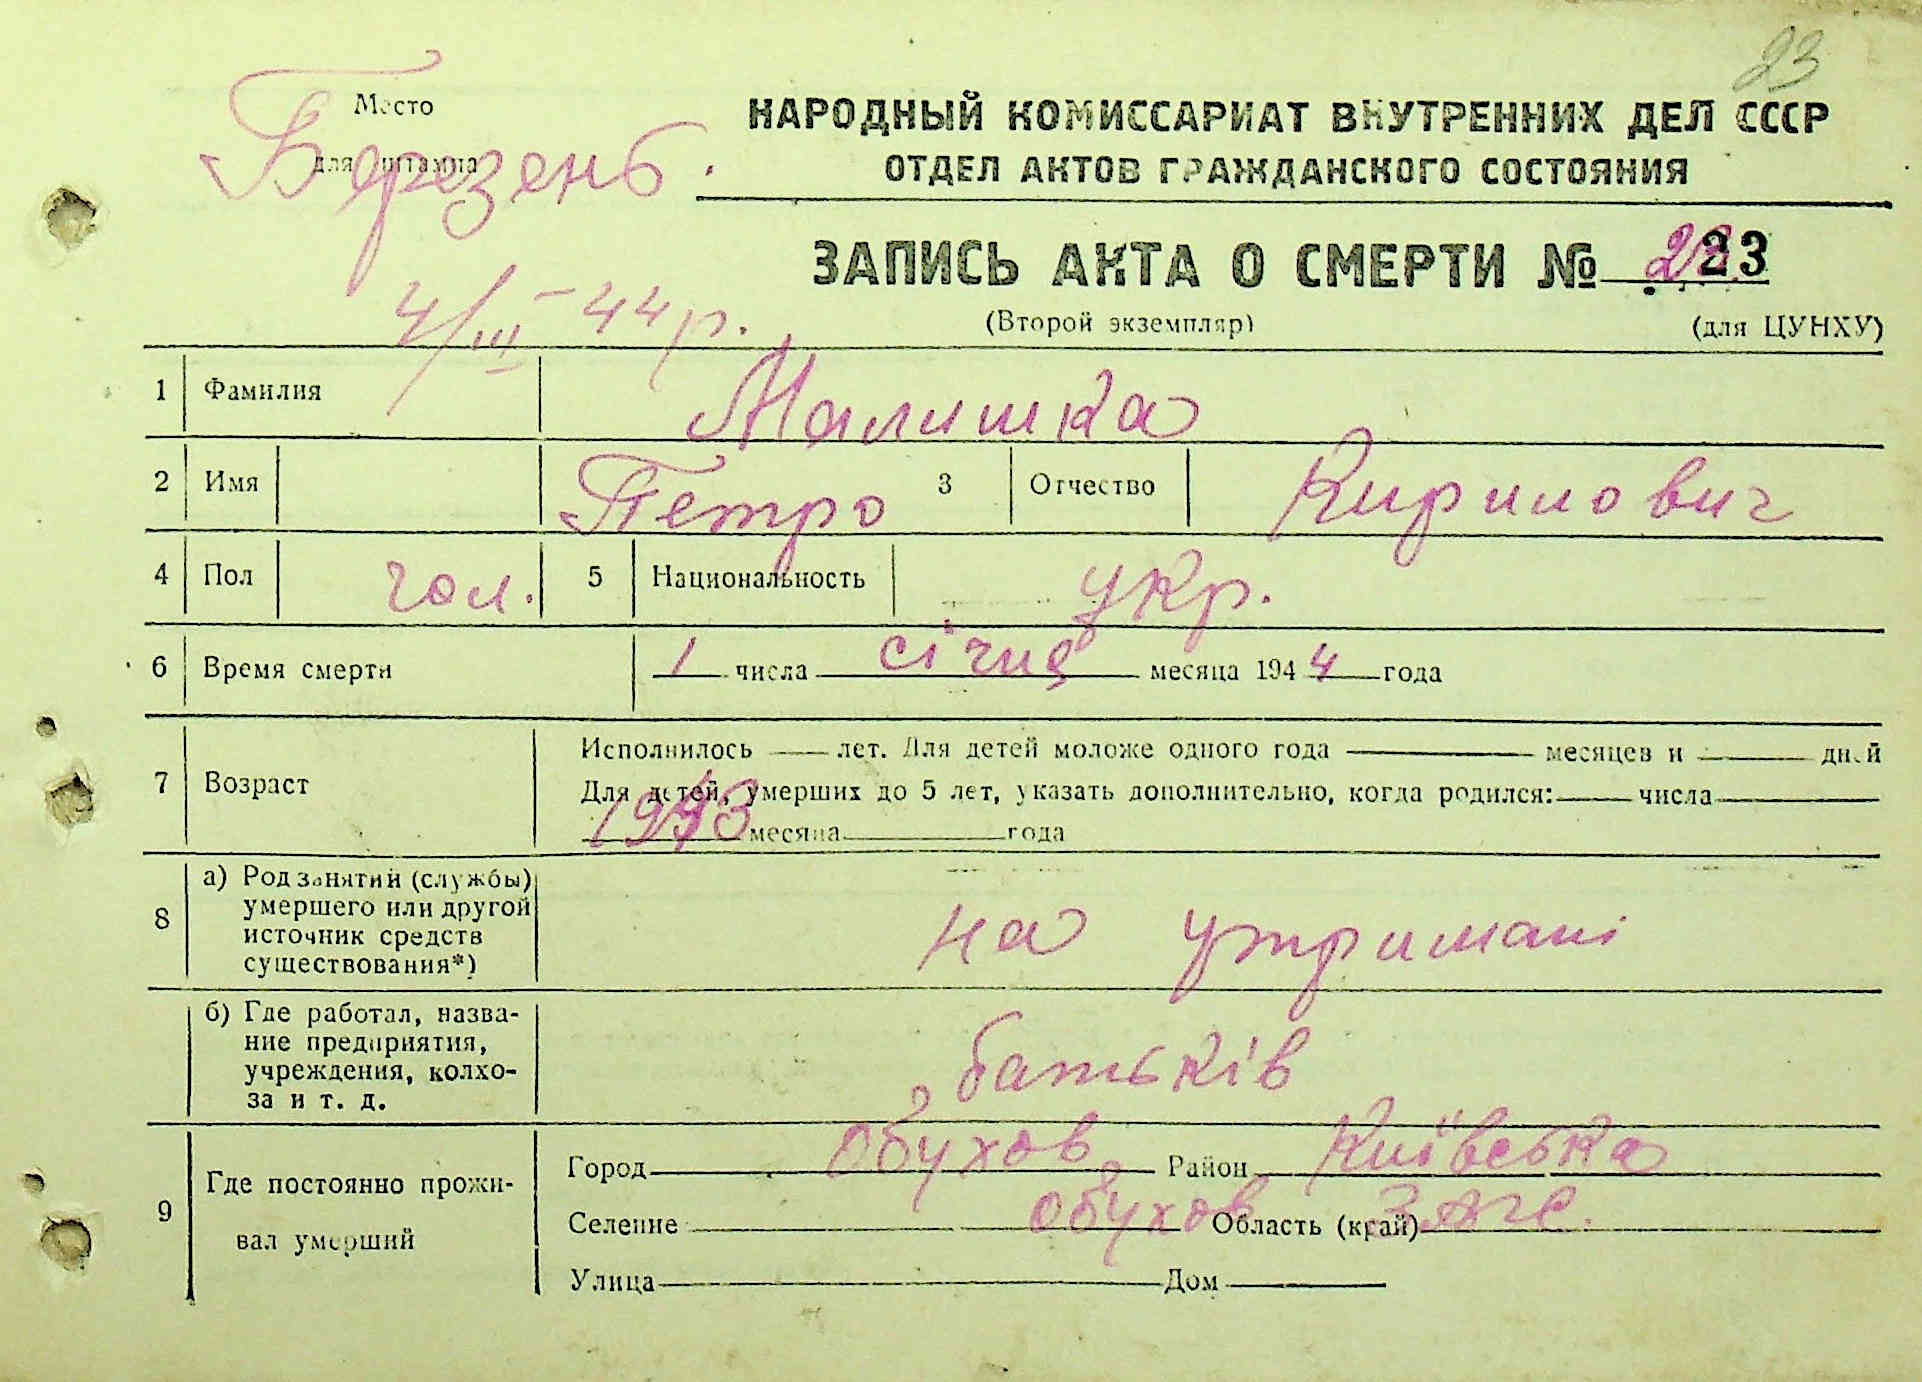 23
Место
для штампа
Березень.
НАРОДНЫЙ КОМИССАРИАТ ВНУТРЕННИХ ДЕЛ СССР
ОТДЕЛ АКТОВ ГРАЖДАНСКОГО СОСТОЯНИЯ
ЗАПИСЬ АКТА О СМЕРТИ № 23
4/III – 44 р.
(Второй экземпляр) (для ЦУНХУ)
1 Фамилия Малишка
2 Имя Петро 3 Отчество Кирилович
4 Пол чол. 5 Национальность укр.
6 Время смерти 1 числа січня месяца 1944 года
7 Возраст Исполнилось лет. Для детей моложе одного года месяцев и дней
Для детей, умерших до 5 лет, указать дополнительно, когда родился: числа
1943 месяца года
8 а) Род занятий (службы) умершего или другой источник средств существования*) на утримані
б) Где работал, название предприятия, учреждения, колхоза и т. д. батьків
9 Где постоянно проживал умерший
Город Обухов Район Київська
Селение Обухов Область (край) ЗАГС.
Улица Дом